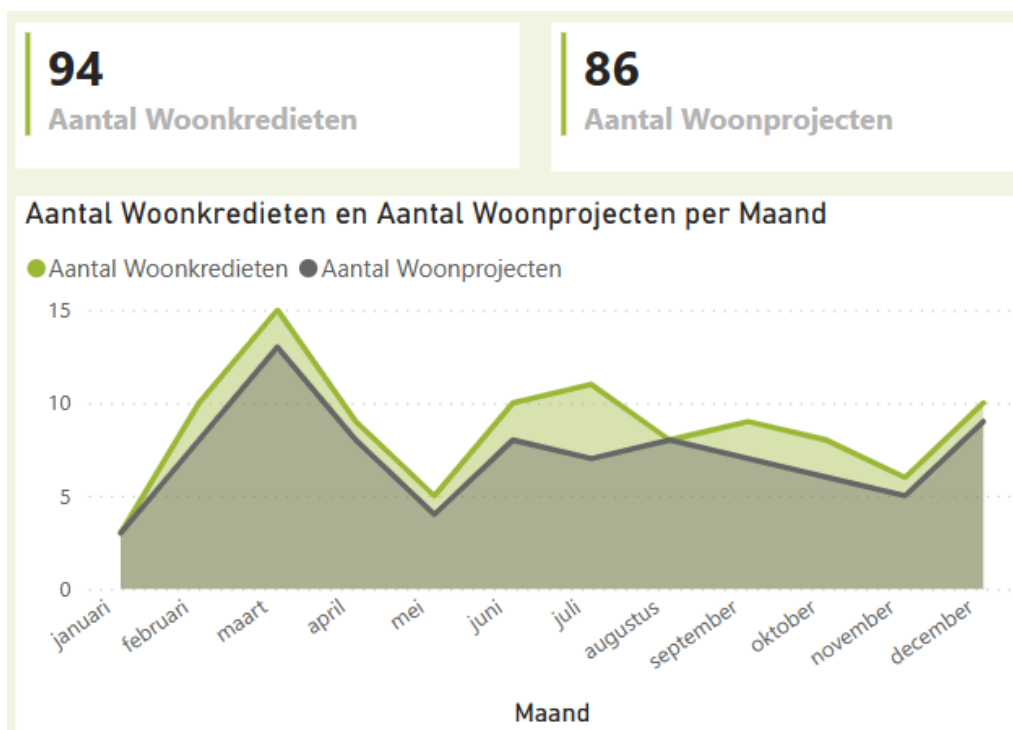 94
Aantal Woonkredieten
86
Aantal Woonprojecten
Aantal Woonkredieten en Aantal Woonprojecten per Maand
Aantal Woonkredieten Aantal Woonprojecten
15
10
5
0
januari februari maart april mei juni juli augustus september oktober november december
Maand